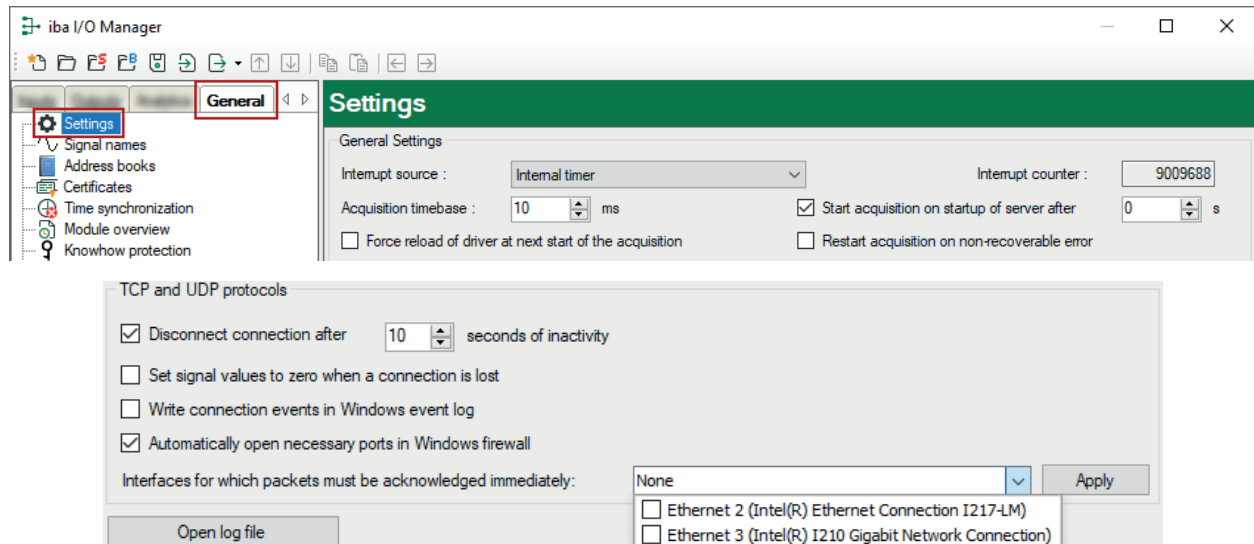 iba I/O Manager
General
Settings
Settings
Signal names
Address books
Certificates
Time synchronization
Module overview
Knowhow protection
General Settings
Interrupt source : Internal timer Interrupt counter : 9009688
Acquisition timebase : 10 ms Start acquisition on startup of server after 0 s
Force reload of driver at next start of the acquisition Restart acquisition on non-recoverable error
TCP and UDP protocols
Disconnect connection after 10 seconds of inactivity
Set signal values to zero when a connection is lost
Write connection events in Windows event log
Automatically open necessary ports in Windows firewall
Interfaces for which packets must be acknowledged immediately: None Apply
Ethernet 2 (Intel(R) Ethernet Connection I217-LM)
Open log file
Ethernet 3 (Intel(R) I210 Gigabit Network Connection)